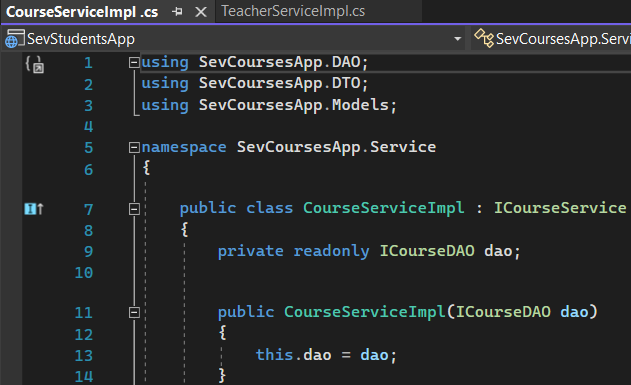 CourseServiceImpl .cs TeacherServiceImpl.cs
SevStudentsApp SevCoursesApp.Servi
1 using SevCoursesApp.DAO;
2 using SevCoursesApp.DTO;
3 using SevCoursesApp.Models;
4
5 namespace SevCoursesApp.Service
6 {
7 public class CourseServiceImpl : ICourseService
8 {
9 private readonly ICourseDAO dao;
10
11 public CourseServiceImpl(ICourseDAO dao)
12 {
13 this.dao = dao;
14 }